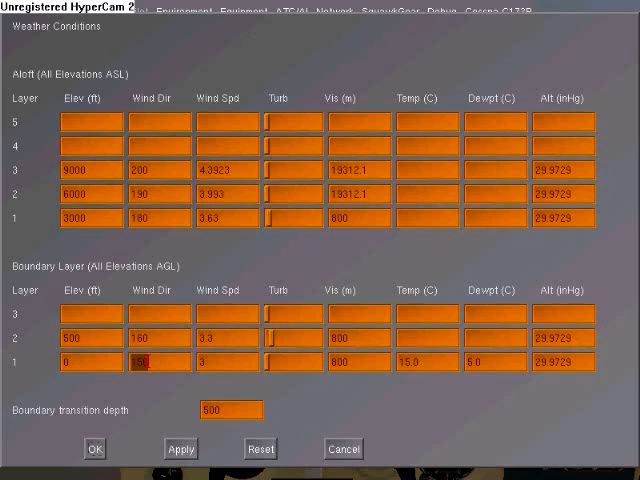 Unregistered HyperCam 2
Environment Equipment ATC/AI Network Squawk Gear Debug Cessna C172P
Weather Conditions
Aloft (All Elevations ASL)
Layer Elev (ft) Wind Dir Wind Spd Turb Vis (m) Temp (C) Dewpt (C) Alt (inHg)
5
4
3 9000 200 4.3923 19312.1 29.9729
2 6000 190 3.993 19312.1 29.9729
1 3000 180 3.63 800 29.9729
Boundary Layer (All Elevations AGL)
Layer Elev (ft) Wind Dir Wind Spd Turb Vis (m) Temp (C) Dewpt (C) Alt (inHg)
3
2 500 160 3.3 800 29.9729
1 0 150 3 800 15.0 5.0 29.9729
Boundary transition depth 500
OK Apply Reset Cancel